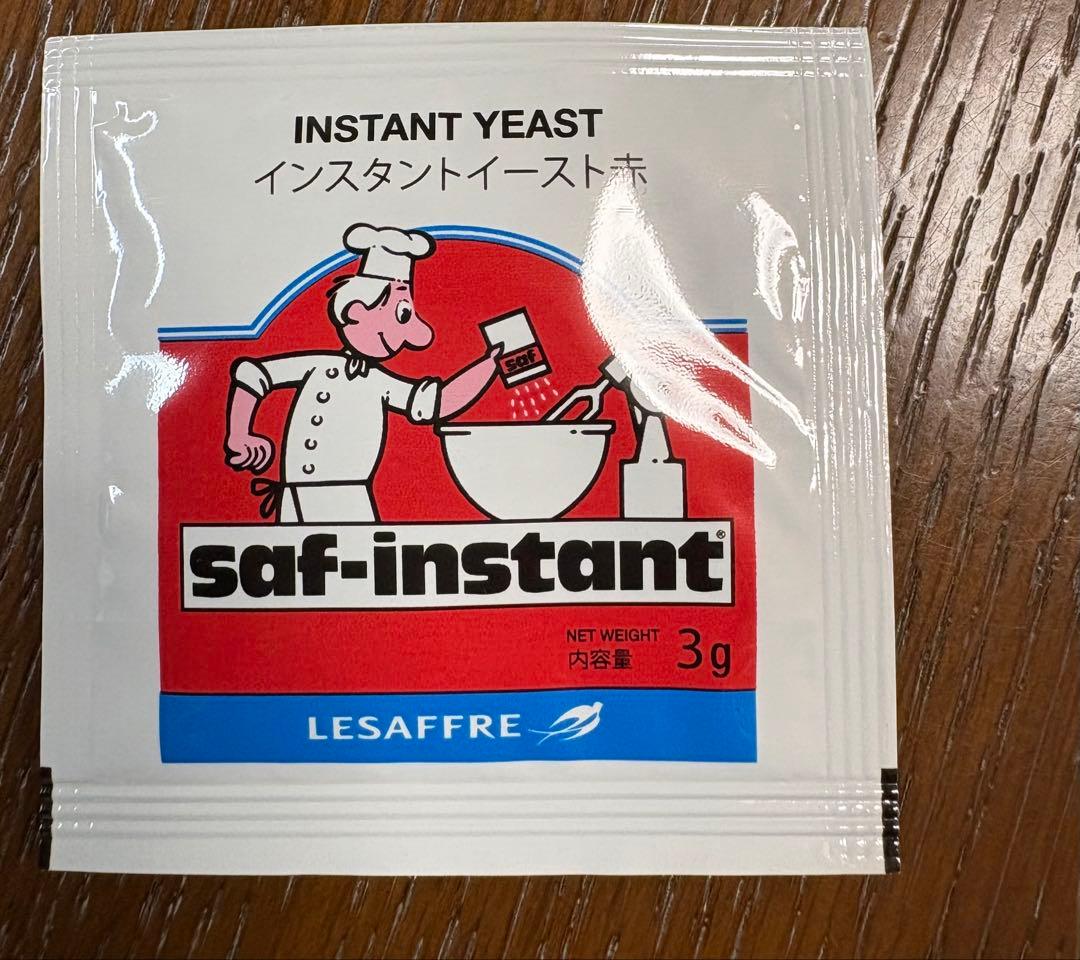 INSTANT YEAST
インスタントイースト赤
saf
saf-instant®
NET WEIGHT
内容量 3g
LESAFFRE